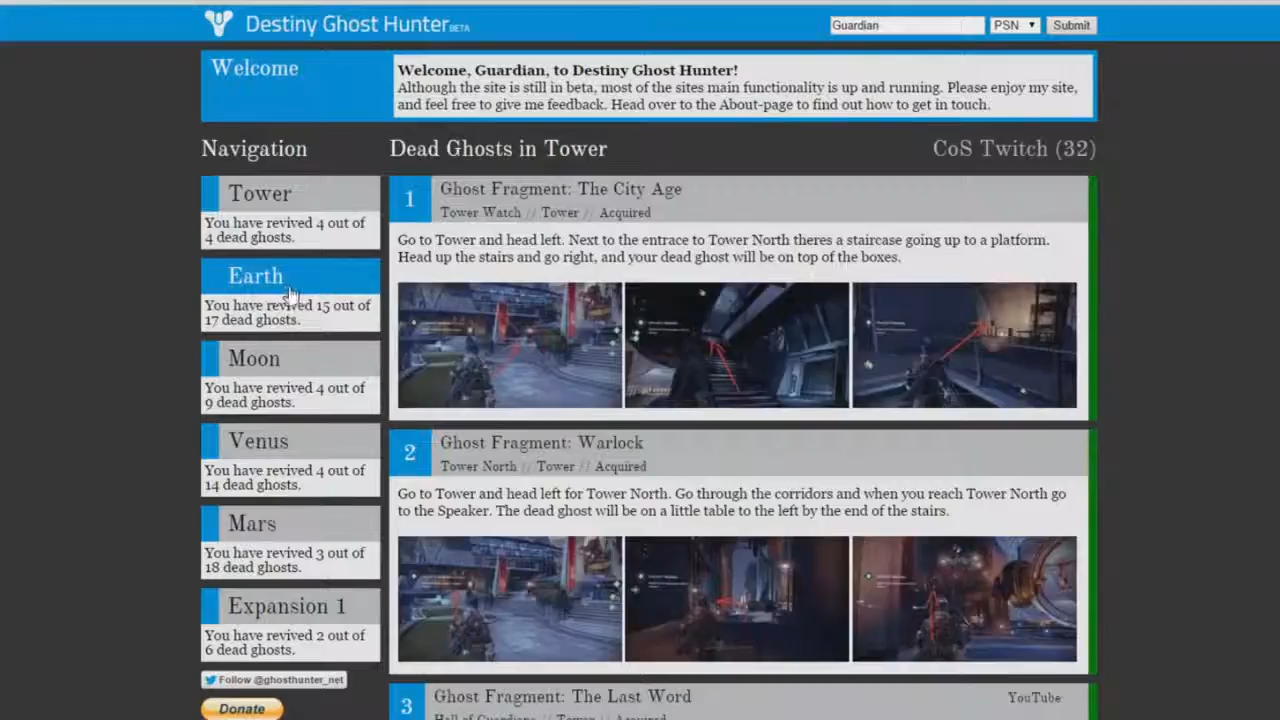 Destiny Ghost Hunter BETA
Guardian PSN Submit
Welcome
Welcome, Guardian, to Destiny Ghost Hunter!
Although the site is still in beta, most of the sites main functionality is up and running. Please enjoy my site,
and feel free to give me feedback. Head over to the About-page to find out how to get in touch.
Navigation
Tower
You have revived 4 out of
4 dead ghosts.
Earth
You have revived 15 out of
17 dead ghosts.
Moon
You have revived 4 out of
9 dead ghosts.
Venus
You have revived 4 out of
14 dead ghosts.
Mars
You have revived 3 out of
18 dead ghosts.
Expansion 1
You have revived 2 out of
6 dead ghosts.
Follow @ghosthunter_net
Donate
Dead Ghosts in Tower
CoS Twitch (32)
1
Ghost Fragment: The City Age
Tower Watch // Tower // Acquired
Go to Tower and head left. Next to the entrace to Tower North theres a staircase going up to a platform.
Head up the stairs and go right, and your dead ghost will be on top of the boxes.
2
Ghost Fragment: Warlock
Tower North // Tower // Acquired
Go to Tower and head left for Tower North. Go through the corridors and when you reach Tower North go
to the Speaker. The dead ghost will be on a little table to the left by the end of the stairs.
3
Ghost Fragment: The Last Word
YouTube
Hall of Guardians // Tower // Acquired